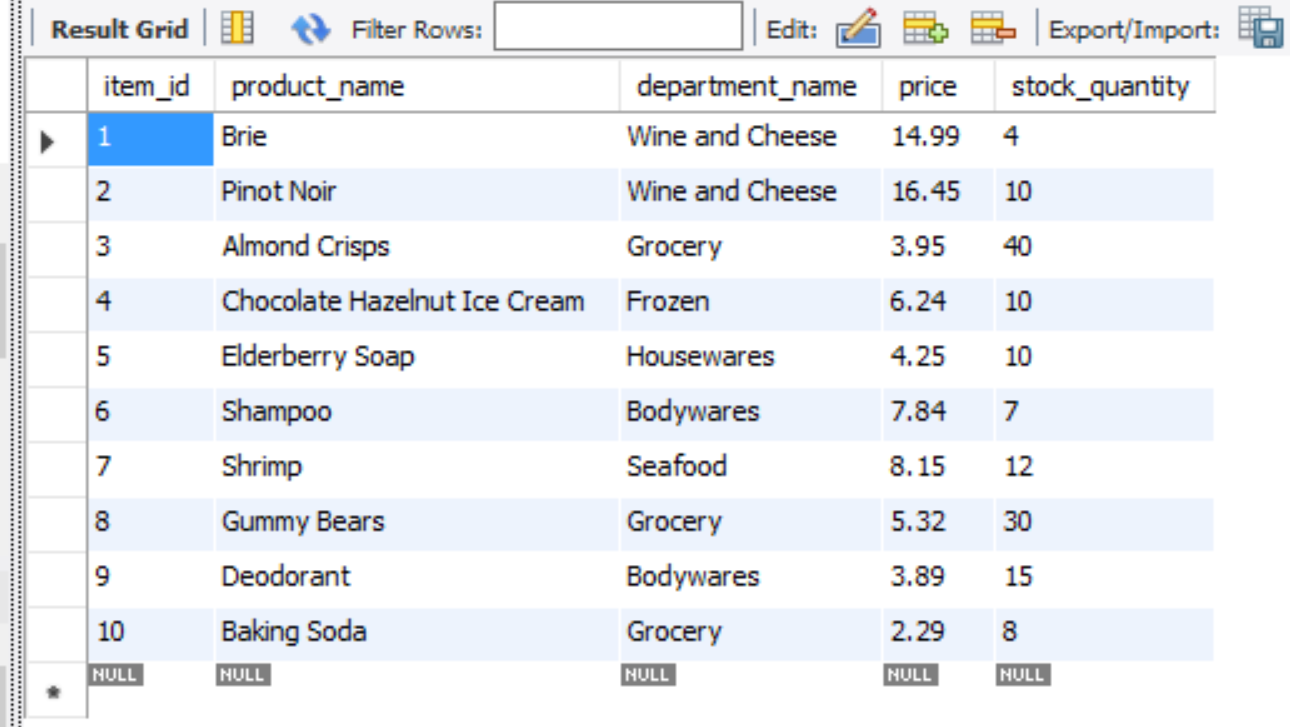 Result Grid Filter Rows: Edit: Export/Import:
item_id product_name department_name price stock_quantity
1 Brie Wine and Cheese 14.99 4
2 Pinot Noir Wine and Cheese 16.45 10
3 Almond Crisps Grocery 3.95 40
4 Chocolate Hazelnut Ice Cream Frozen 6.24 10
5 Elderberry Soap Housewares 4.25 10
6 Shampoo Bodywares 7.84 7
7 Shrimp Seafood 8.15 12
8 Gummy Bears Grocery 5.32 30
9 Deodorant Bodywares 3.89 15
10 Baking Soda Grocery 2.29 8
NULL NULL NULL NULL NULL